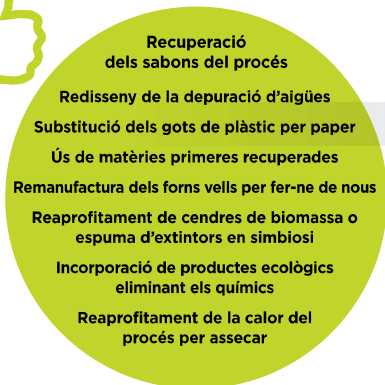 Recuperació
dels sabons del procés
Redisseny de la depuració d’aigües
Substitució dels gots de plàstic per paper
Ús de matèries primeres recuperades
Remanufactura dels forns vells per fer-ne de nous
Reaprofitament de cendres de biomassa o
espuma d’extintors en simbiosi
Incorporació de productes ecològics
eliminant els químics
Reaprofitament de la calor del
procés per assecar